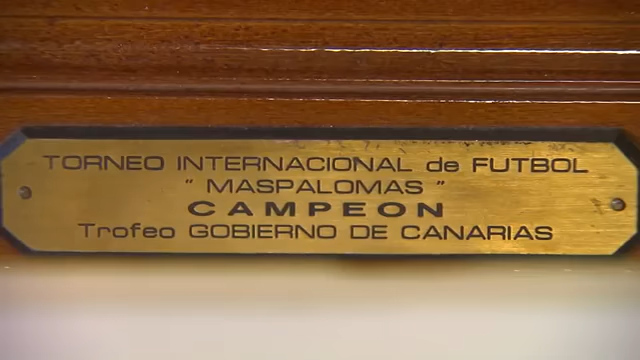 TORNEO INTERNACIONAL de FUTBOL
" MASPALOMAS "
CAMPEON
Trofeo GOBIERNO DE CANARIAS